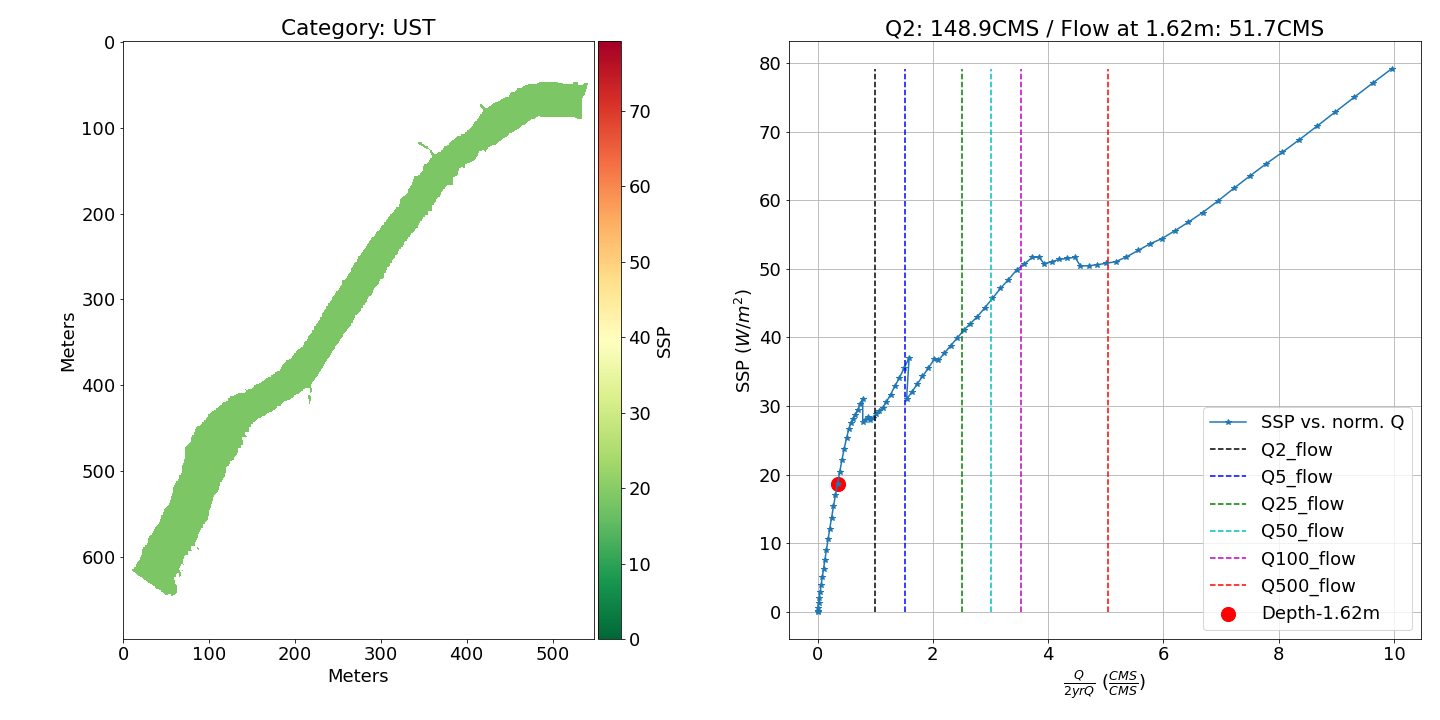 Category: UST
0
100
200
300
400
500
600
Meters
0 100 200 300 400 500
Meters
70
60
50
40
30
20
10
0
SSP
Q2: 148.9CMS / Flow at 1.62m: 51.7CMS
80
70
60
50
40
30
20
10
0
SSP (W/m²)
SSP vs. norm. Q
Q2_flow
Q5_flow
Q25_flow
Q50_flow
Q100_flow
Q500_flow
Depth-1.62m
0 2 4 6 8 10
Q/2yrQ (CMS/CMS)